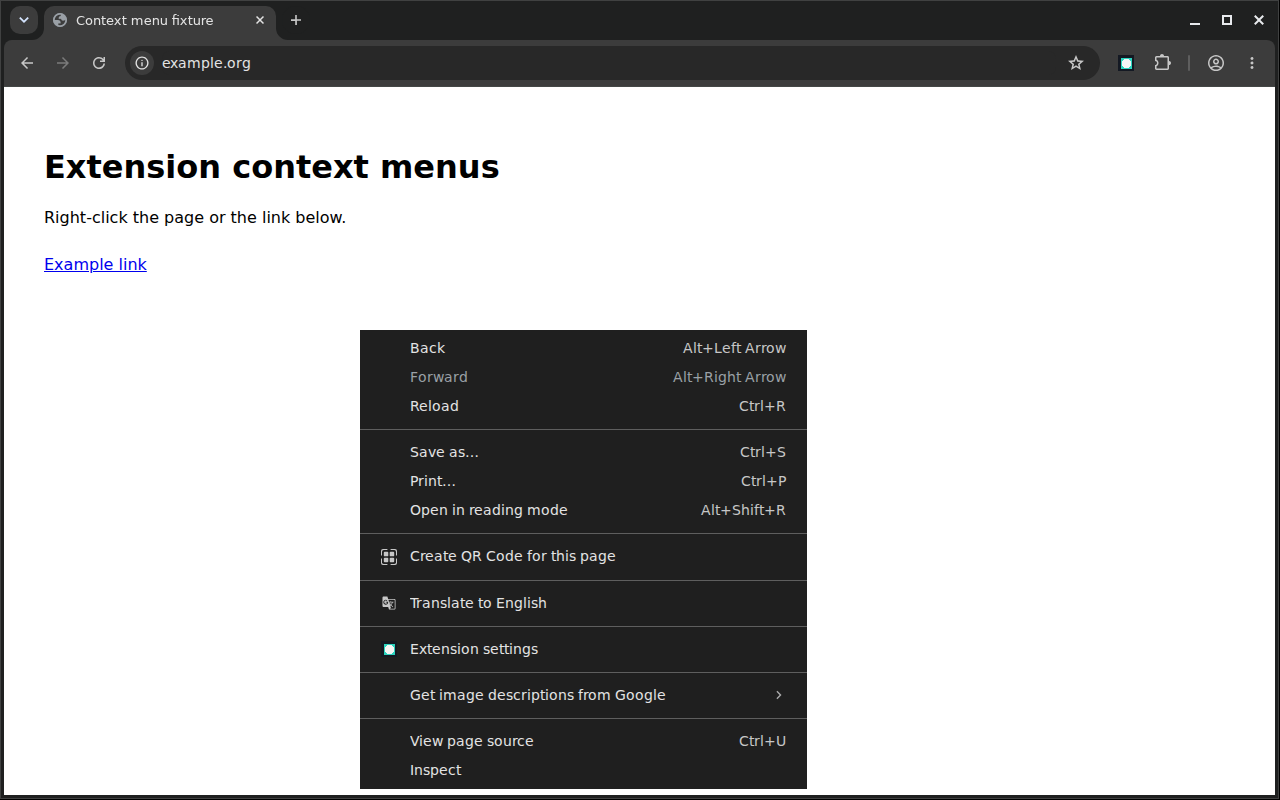 Context menu fixture
example.org
Extension context menus
Right-click the page or the link below.
Example link
Back Alt+Left Arrow
Forward Alt+Right Arrow
Reload Ctrl+R
Save as... Ctrl+S
Print... Ctrl+P
Open in reading mode Alt+Shift+R
Create QR Code for this page
Translate to English
Extension settings
Get image descriptions from Google
View page source Ctrl+U
Inspect